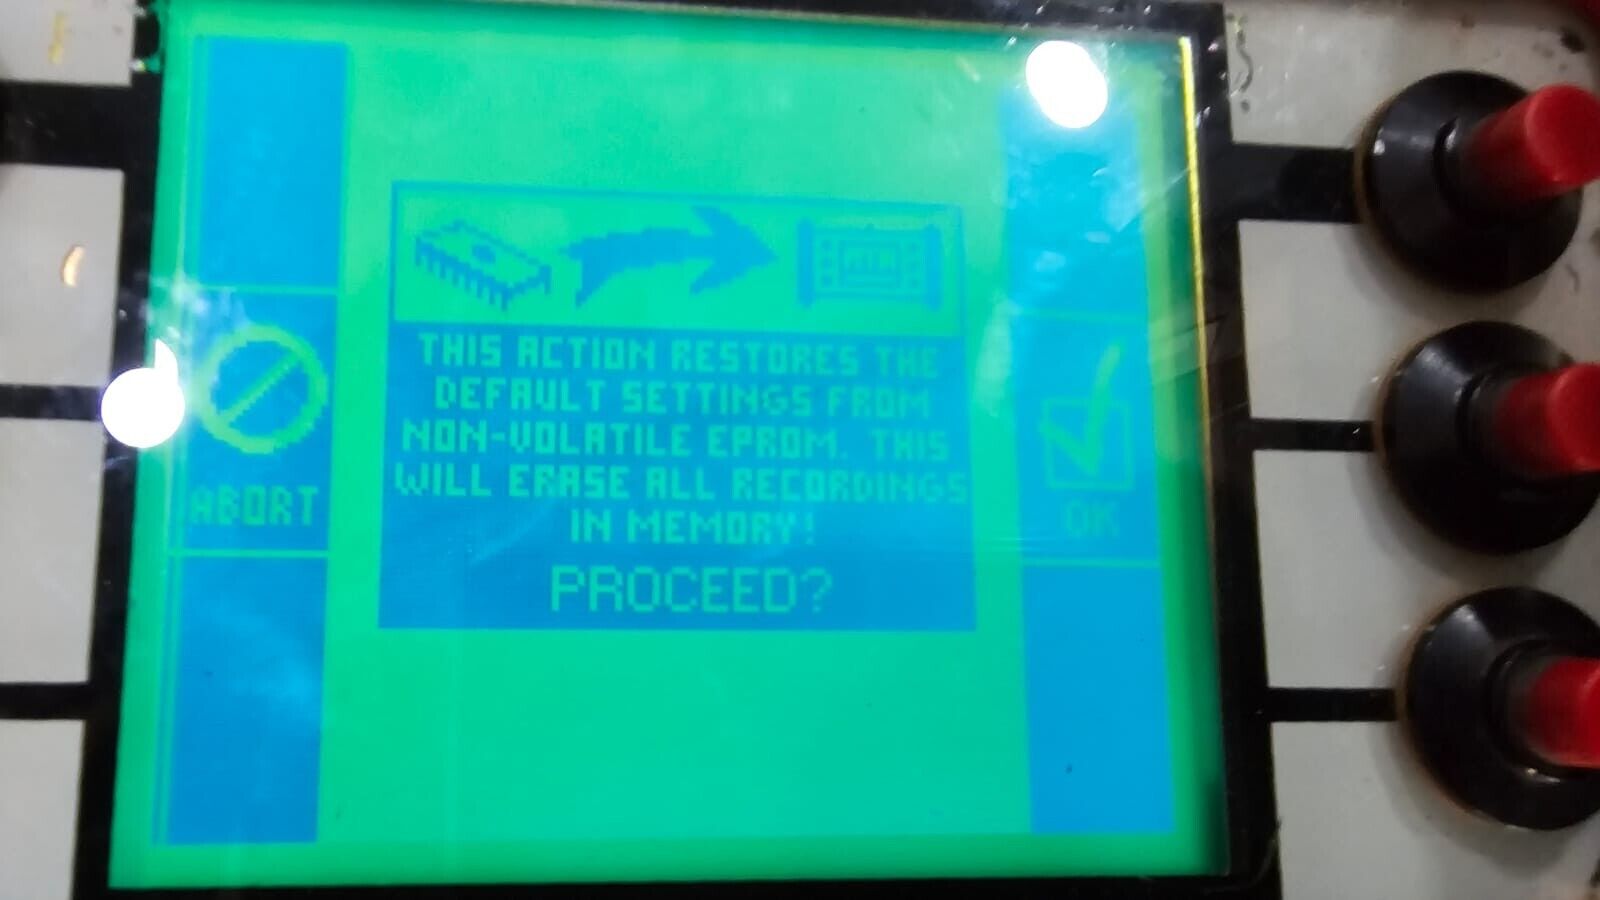 THIS ACTION RESTORES THE
DEFAULT SETTINGS FROM
NON-VOLATILE EPROM. THIS
WILL ERASE ALL RECORDINGS
IN MEMORY!
PROCEED?
ABORT
OK